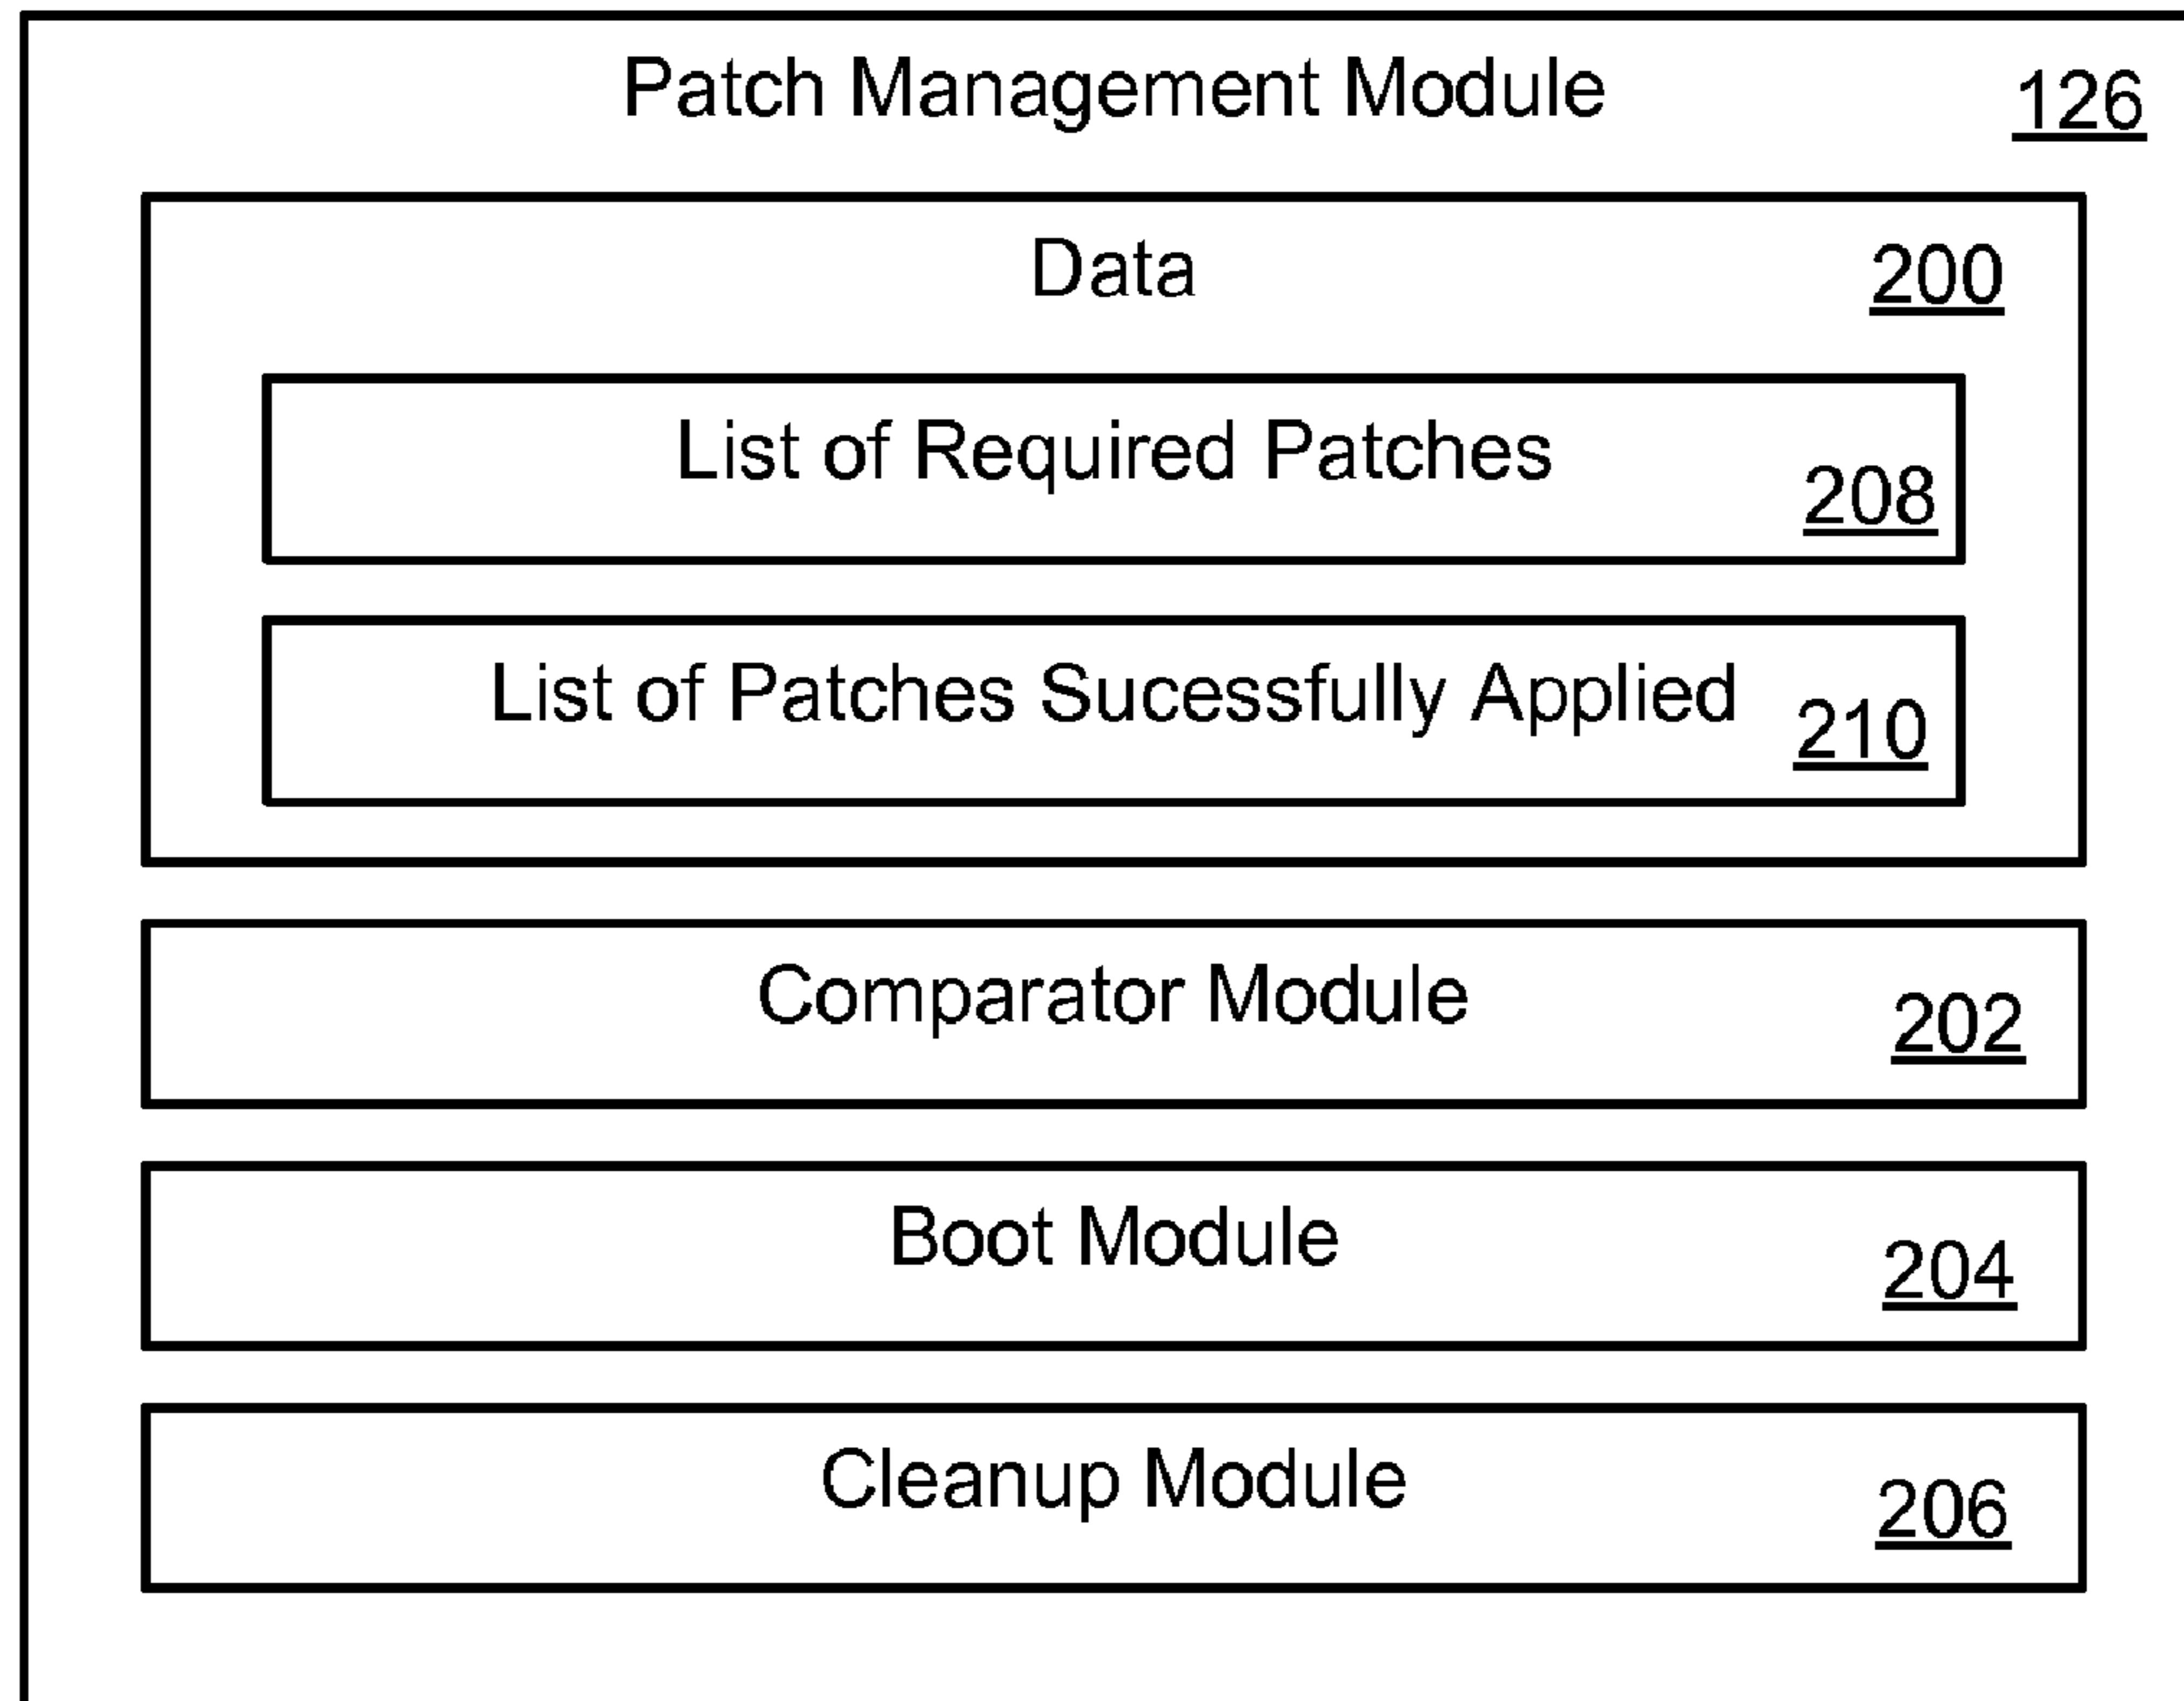 Patch Management Module 126
Data 200
List of Required Patches 208
List of Patches Sucessfully Applied 210
Comparator Module 202
Boot Module 204
Cleanup Module 206